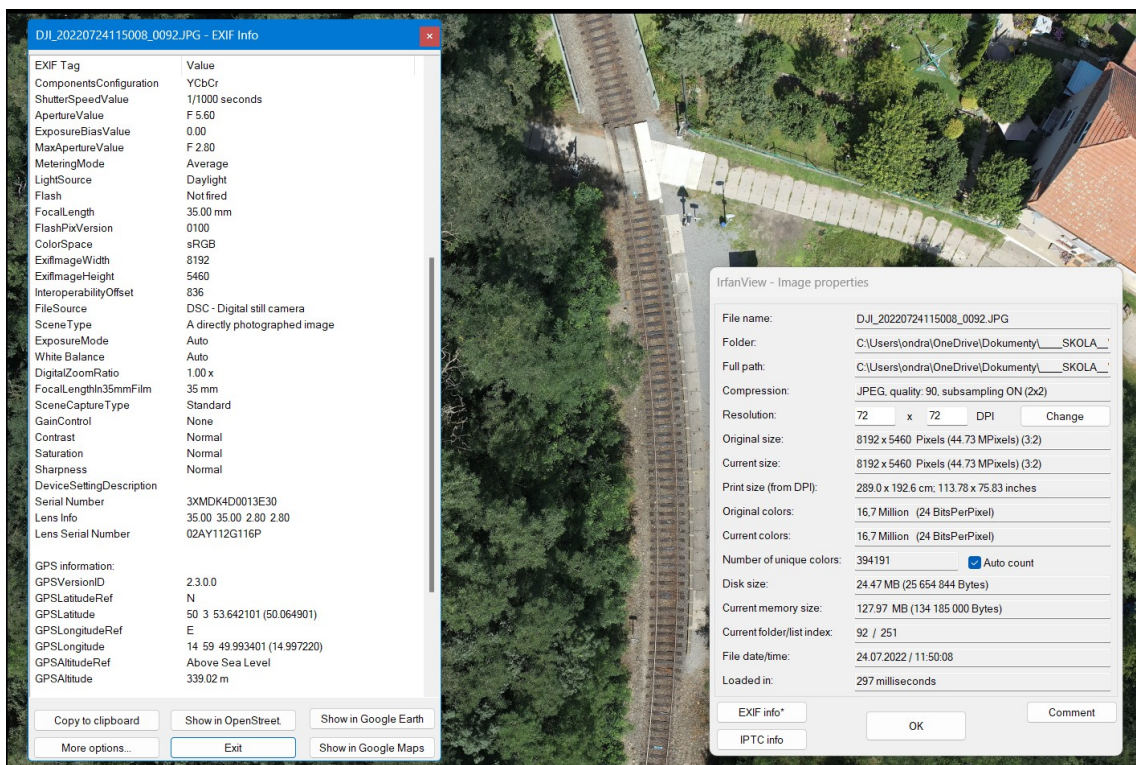 DJI_20220724115008_0092.JPG - EXIF Info
EXIF Tag Value
ComponentsConfiguration YCbCr
ShutterSpeedValue 1/1000 seconds
ApertureValue F 5.60
ExposureBiasValue 0.00
MaxApertureValue F 2.80
MeteringMode Average
LightSource Daylight
Flash Not fired
FocalLength 35.00 mm
FlashPixVersion 0100
ColorSpace sRGB
ExifImageWidth 8192
ExifImageHeight 5460
InteroperabilityOffset 836
FileSource DSC - Digital still camera
SceneType A directly photographed image
ExposureMode Auto
White Balance Auto
DigitalZoomRatio 1.00 x
FocalLengthIn35mmFilm 35 mm
SceneCaptureType Standard
GainControl None
Contrast Normal
Saturation Normal
Sharpness Normal
DeviceSettingDescription
Serial Number 3XMDK4D0013E30
Lens Info 35.00 35.00 2.80 2.80
Lens Serial Number 02AY112G116P
GPS information:
GPSVersionID 2.3.0.0
GPSLatitudeRef N
GPSLatitude 50 3 53.642101 (50.064901)
GPSLongitudeRef E
GPSLongitude 14 59 49.993401 (14.997220)
GPSAltitudeRef Above Sea Level
GPSAltitude 339.02 m
Copy to clipboard Show in OpenStreet. Show in Google Earth
More options... Exit Show in Google Maps
IrfanView - Image properties
File name: DJI_20220724115008_0092.JPG
Folder: C:\Users\ondra\OneDrive\Dokumenty\____SKOLA__'
Full path: C:\Users\ondra\OneDrive\Dokumenty\____SKOLA__'
Compression: JPEG, quality: 90, subsampling ON (2x2)
Resolution: 72 x 72 DPI Change
Original size: 8192 x 5460 Pixels (44.73 MPixels) (3:2)
Current size: 8192 x 5460 Pixels (44.73 MPixels) (3:2)
Print size (from DPI): 289.0 x 192.6 cm; 113.78 x 75.83 inches
Original colors: 16,7 Million (24 BitsPerPixel)
Current colors: 16,7 Million (24 BitsPerPixel)
Number of unique colors: 394191 Auto count
Disk size: 24.47 MB (25 654 844 Bytes)
Current memory size: 127.97 MB (134 185 000 Bytes)
Current folder/list index: 92 / 251
File date/time: 24.07.2022 / 11:50:08
Loaded in: 297 milliseconds
EXIF info* OK Comment
IPTC info